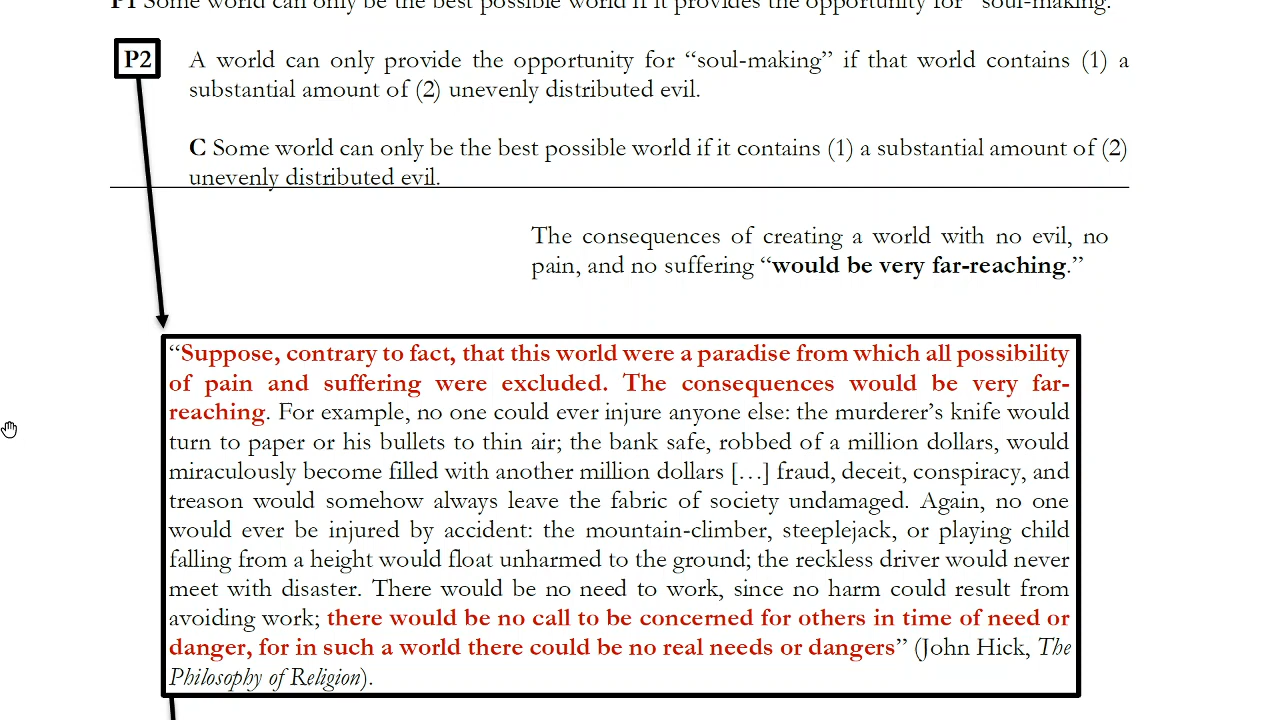 P1 Some world can only be the best possible world if it provides the opportunity for “soul-making.”
P2
A world can only provide the opportunity for “soul-making” if that world contains (1) a
substantial amount of (2) unevenly distributed evil.
C Some world can only be the best possible world if it contains (1) a substantial amount of (2)
unevenly distributed evil.
The consequences of creating a world with no evil, no
pain, and no suffering “would be very far-reaching.”
“Suppose, contrary to fact, that this world were a paradise from which all possibility
of pain and suffering were excluded. The consequences would be very far-
reaching. For example, no one could ever injure anyone else: the murderer’s knife would
turn to paper or his bullets to thin air; the bank safe, robbed of a million dollars, would
miraculously become filled with another million dollars […] fraud, deceit, conspiracy, and
treason would somehow always leave the fabric of society undamaged. Again, no one
would ever be injured by accident: the mountain-climber, steeplejack, or playing child
falling from a height would float unharmed to the ground; the reckless driver would never
meet with disaster. There would be no need to work, since no harm could result from
avoiding work; there would be no call to be concerned for others in time of need or
danger, for in such a world there could be no real needs or dangers” (John Hick, The
Philosophy of Religion).